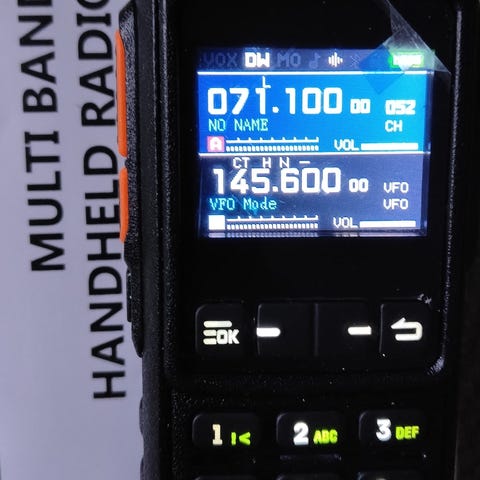 MULTI BAND
HANDHELD RADIO
VOX DW MO
071.100 00 052
NO NAME CH
A VOL
CT H N -
145.600 00 VFO
VFO Mode VFO
VOL
OK
1 !< 2 ABC 3 DEF